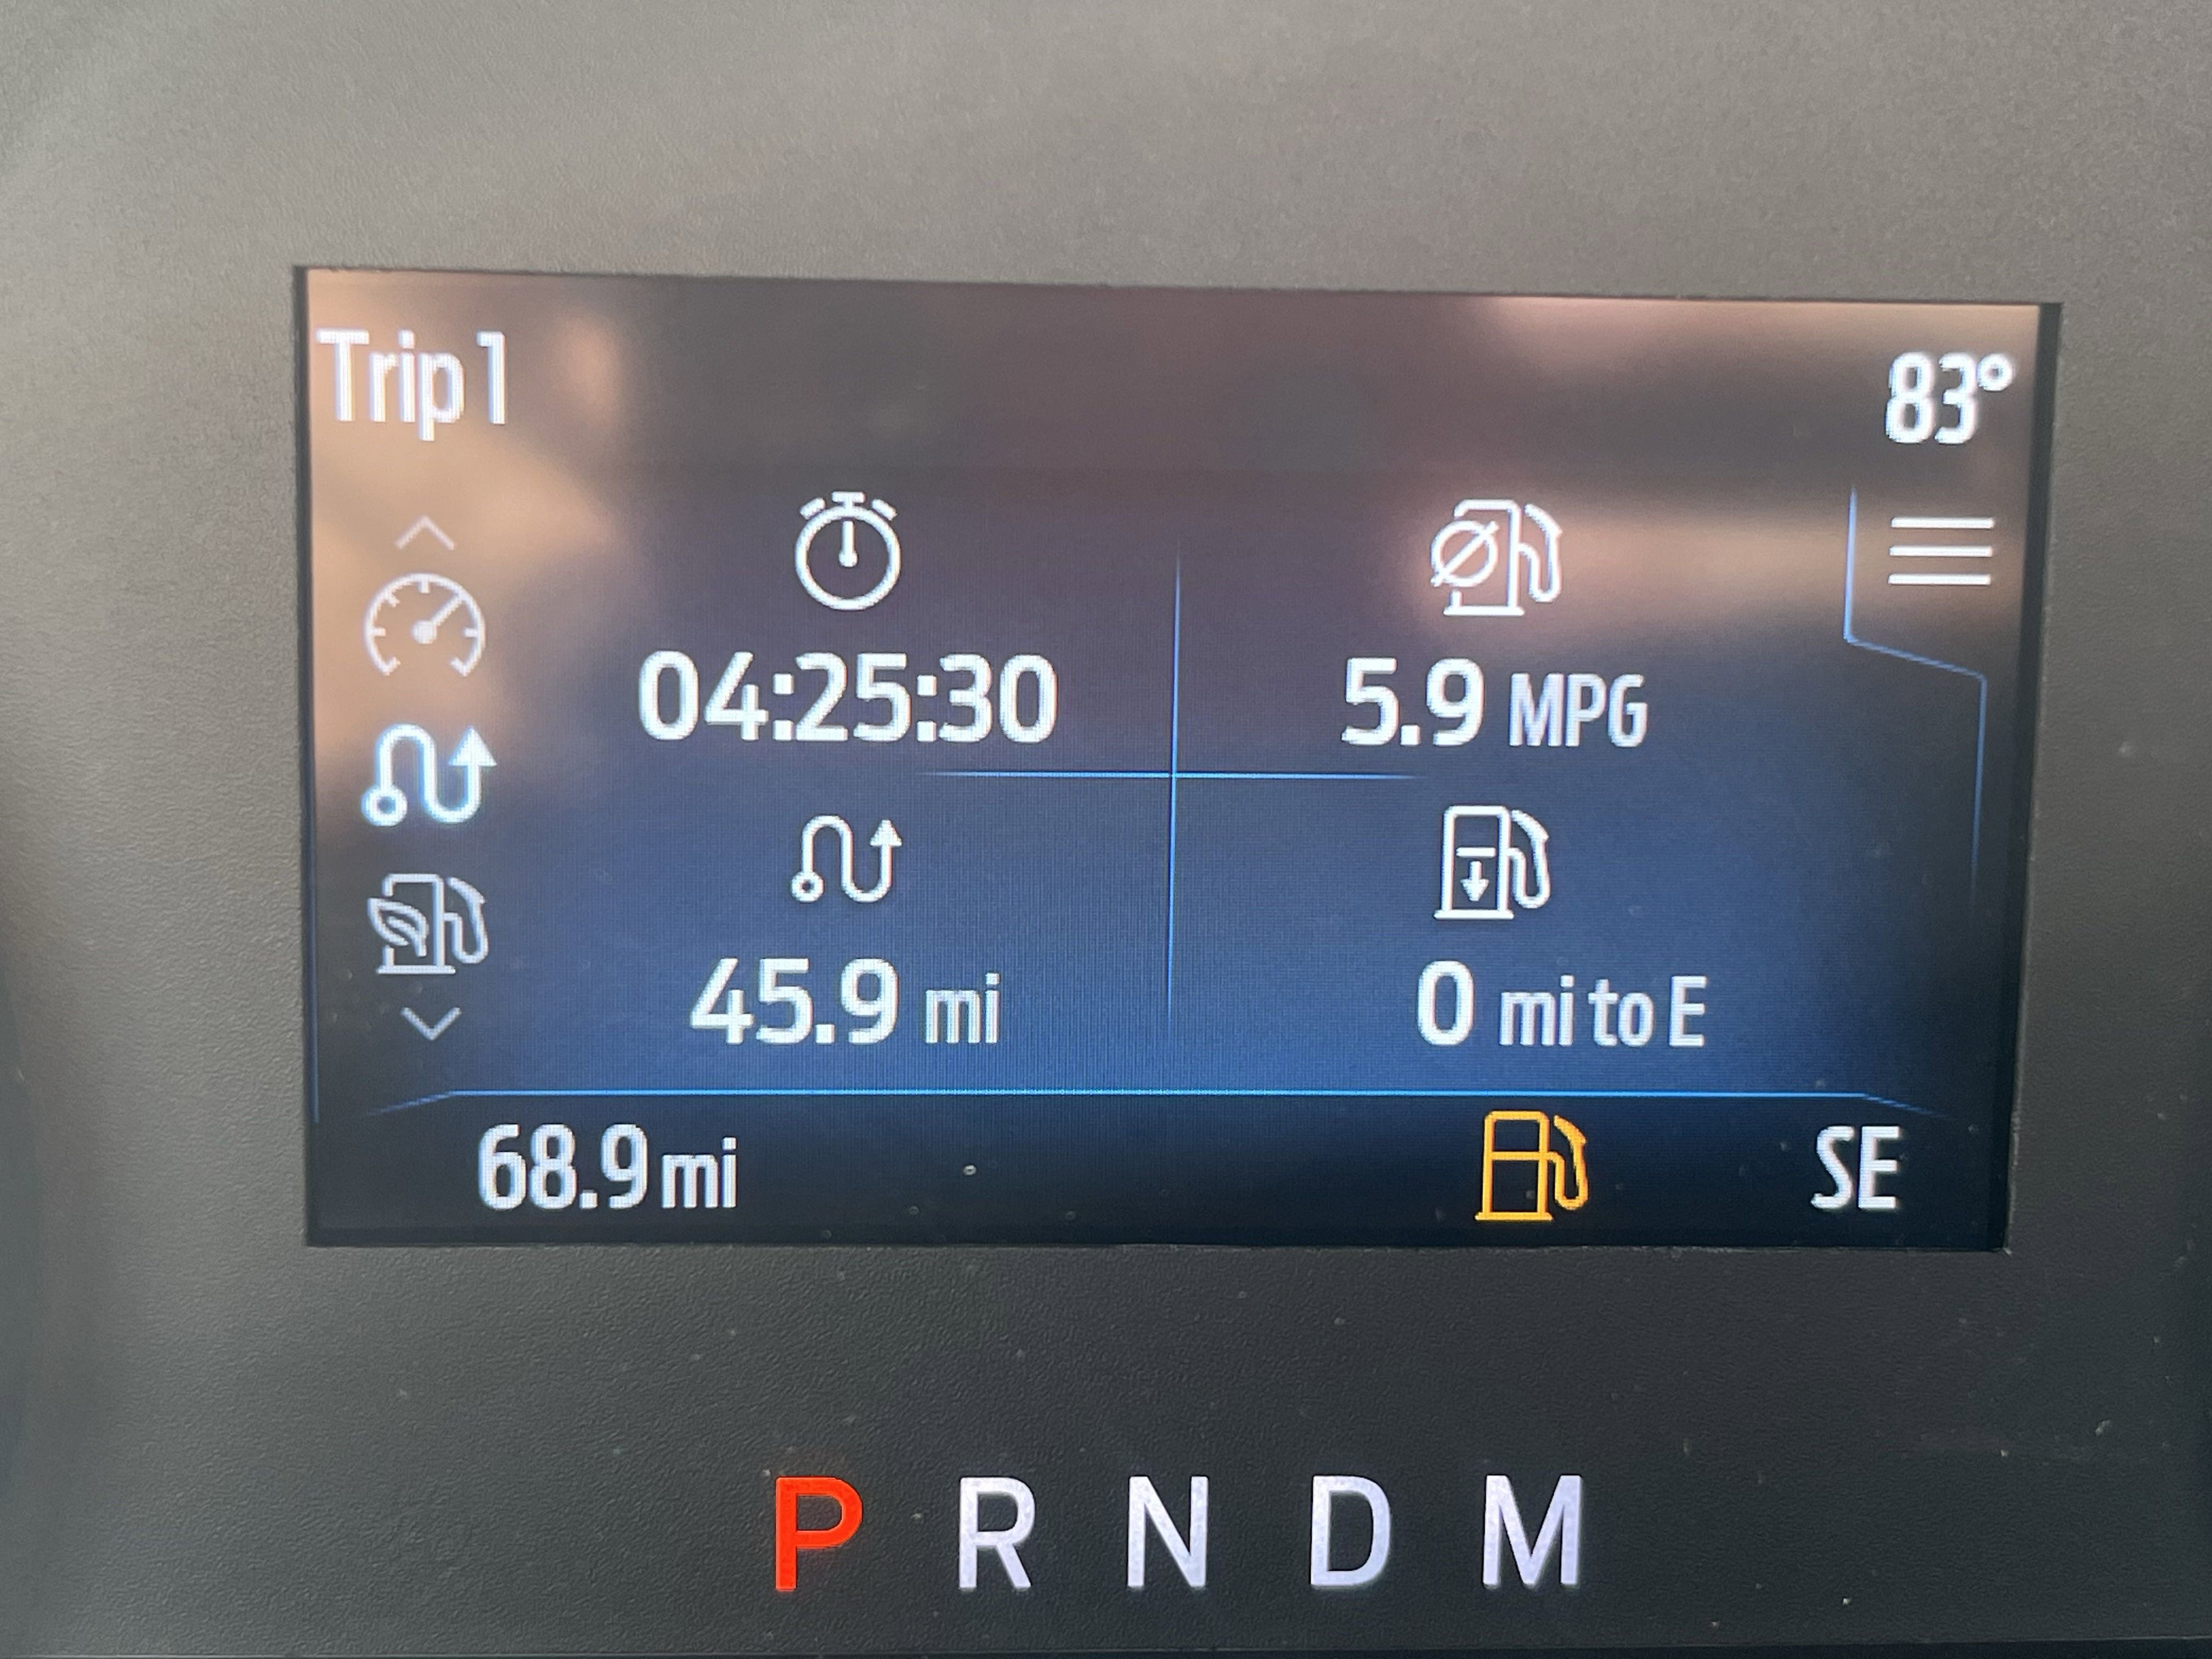 Trip 1
83°
04:25:30
5.9 MPG
45.9 mi
0 mi to E
68.9 mi
SE
P R N D M